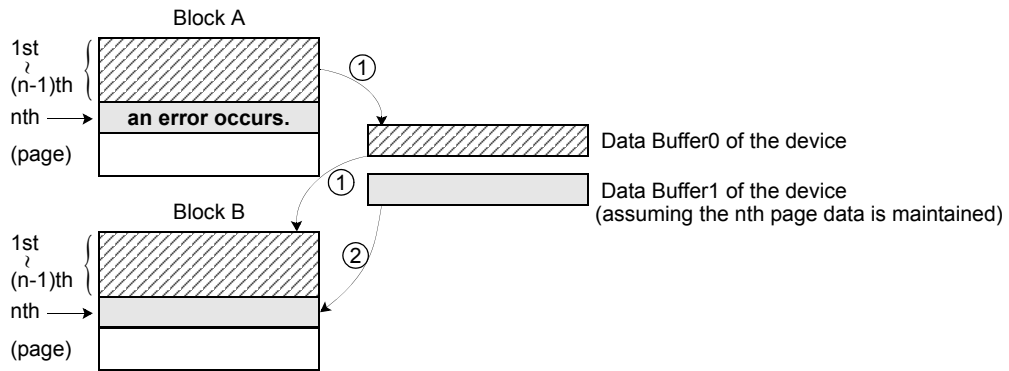 Block A
1st
~
(n-1)th
nth
(page)
an error occurs.
1
Data Buffer0 of the device
1
Data Buffer1 of the device
(assuming the nth page data is maintained)
Block B
2
1st
~
(n-1)th
nth
(page)